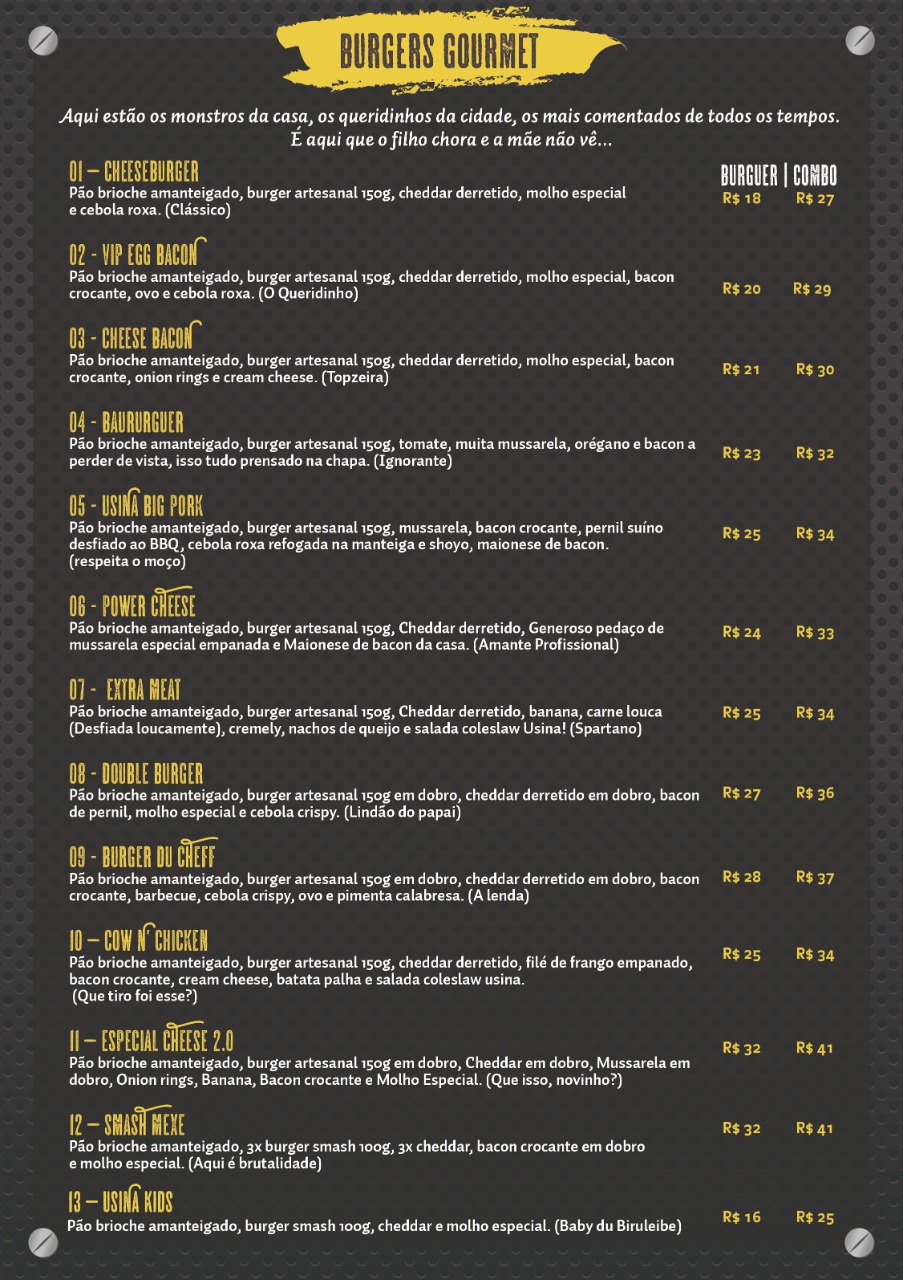 BURGERS GOURMET
Aqui estão os monstros da casa, os queridinhos da cidade, os mais comentados de todos os tempos.
É aqui que o filho chora e a mãe não vê...
01 – CHEESEBURGER
BURGUER | COMBO
Pão brioche amanteigado, burger artesanal 150g, cheddar derretido, molho especial
e cebola roxa. (Clássico)
R$ 18 R$ 27
02 - VIP EGG BACON
Pão brioche amanteigado, burger artesanal 150g, cheddar derretido, molho especial, bacon
crocante, ovo e cebola roxa. (O Queridinho)
R$ 20 R$ 29
03 - CHEESE BACON
Pão brioche amanteigado, burger artesanal 150g, cheddar derretido, molho especial, bacon
crocante, onion rings e cream cheese. (Topzeira)
R$ 21 R$ 30
04 - BAURURGUER
Pão brioche amanteigado, burger artesanal 150g, tomate, muita mussarela, orégano e bacon a
perder de vista, isso tudo prensado na chapa. (Ignorante)
R$ 23 R$ 32
05 - USINA BIG PORK
Pão brioche amanteigado, burger artesanal 150g, mussarela, bacon crocante, pernil suíno
desfiado ao BBQ, cebola roxa refogada na manteiga e shoyo, maionese de bacon.
(respeita o moço)
R$ 25 R$ 34
06 - POWER CHEESE
Pão brioche amanteigado, burger artesanal 150g, Cheddar derretido, Generoso pedaço de
mussarela especial empanada e Maionese de bacon da casa. (Amante Profissional)
R$ 24 R$ 33
07 - EXTRA MEAT
Pão brioche amanteigado, burger artesanal 150g, Cheddar derretido, banana, carne louca
(Desfiada loucamente), cremely, nachos de queijo e salada coleslaw Usina! (Spartano)
R$ 25 R$ 34
08 - DOUBLE BURGER
Pão brioche amanteigado, burger artesanal 150g em dobro, cheddar derretido em dobro, bacon
de pernil, molho especial e cebola crispy. (Lindão do papai)
R$ 27 R$ 36
09 - BURGER DU CHEFF
Pão brioche amanteigado, burger artesanal 150g em dobro, cheddar derretido em dobro, bacon
crocante, barbecue, cebola crispy, ovo e pimenta calabresa. (A lenda)
R$ 28 R$ 37
10 – COW N' CHICKEN
Pão brioche amanteigado, burger artesanal 150g, cheddar derretido, filé de frango empanado,
bacon crocante, cream cheese, batata palha e salada coleslaw usina.
(Que tiro foi esse?)
R$ 25 R$ 34
11 – ESPECIAL CHEESE 2.0
Pão brioche amanteigado, burger artesanal 150g em dobro, Cheddar em dobro, Mussarela em
dobro, Onion rings, Banana, Bacon crocante e Molho Especial. (Que isso, novinho?)
R$ 32 R$ 41
12 – SMASH MEXE
Pão brioche amanteigado, 3x burger smash 100g, 3x cheddar, bacon crocante em dobro
e molho especial. (Aqui é brutalidade)
R$ 32 R$ 41
13 – USINA KIDS
Pão brioche amanteigado, burger smash 100g, cheddar e molho especial. (Baby du Biruleibe)
R$ 16 R$ 25